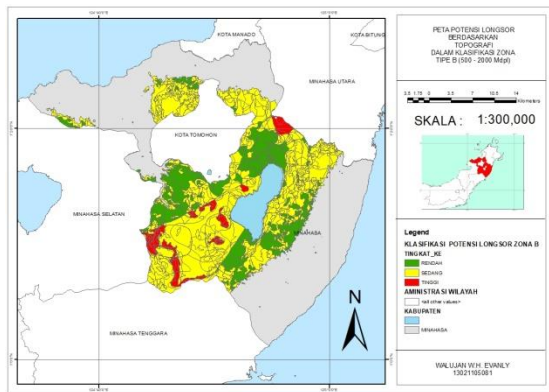 KOTA MANADO
KOTA BITUNG
MINAHASA UTARA
KOTA TOMOHON
MINAHASA SELATAN
MINAHASA
MINAHASA TENGGARA
N
PETA POTENSI LONGSOR
BERDASARKAN
TOPOGRAFI
DALAM KLASIFIKASI ZONA
TIPE B (500 - 2000 Mdpl)
Kilometers
SKALA : 1:300,000
Legend
KLASIFIKASI POTENSI LONGSOR ZONA B
TINGKAT_KE
RENDAH
SEDANG
TINGGI
AMINISTRASI WILAYAH
<all other values>
KABUPATEN
MINAHASA
WALUJAN W.H. EVANLY
13021105081